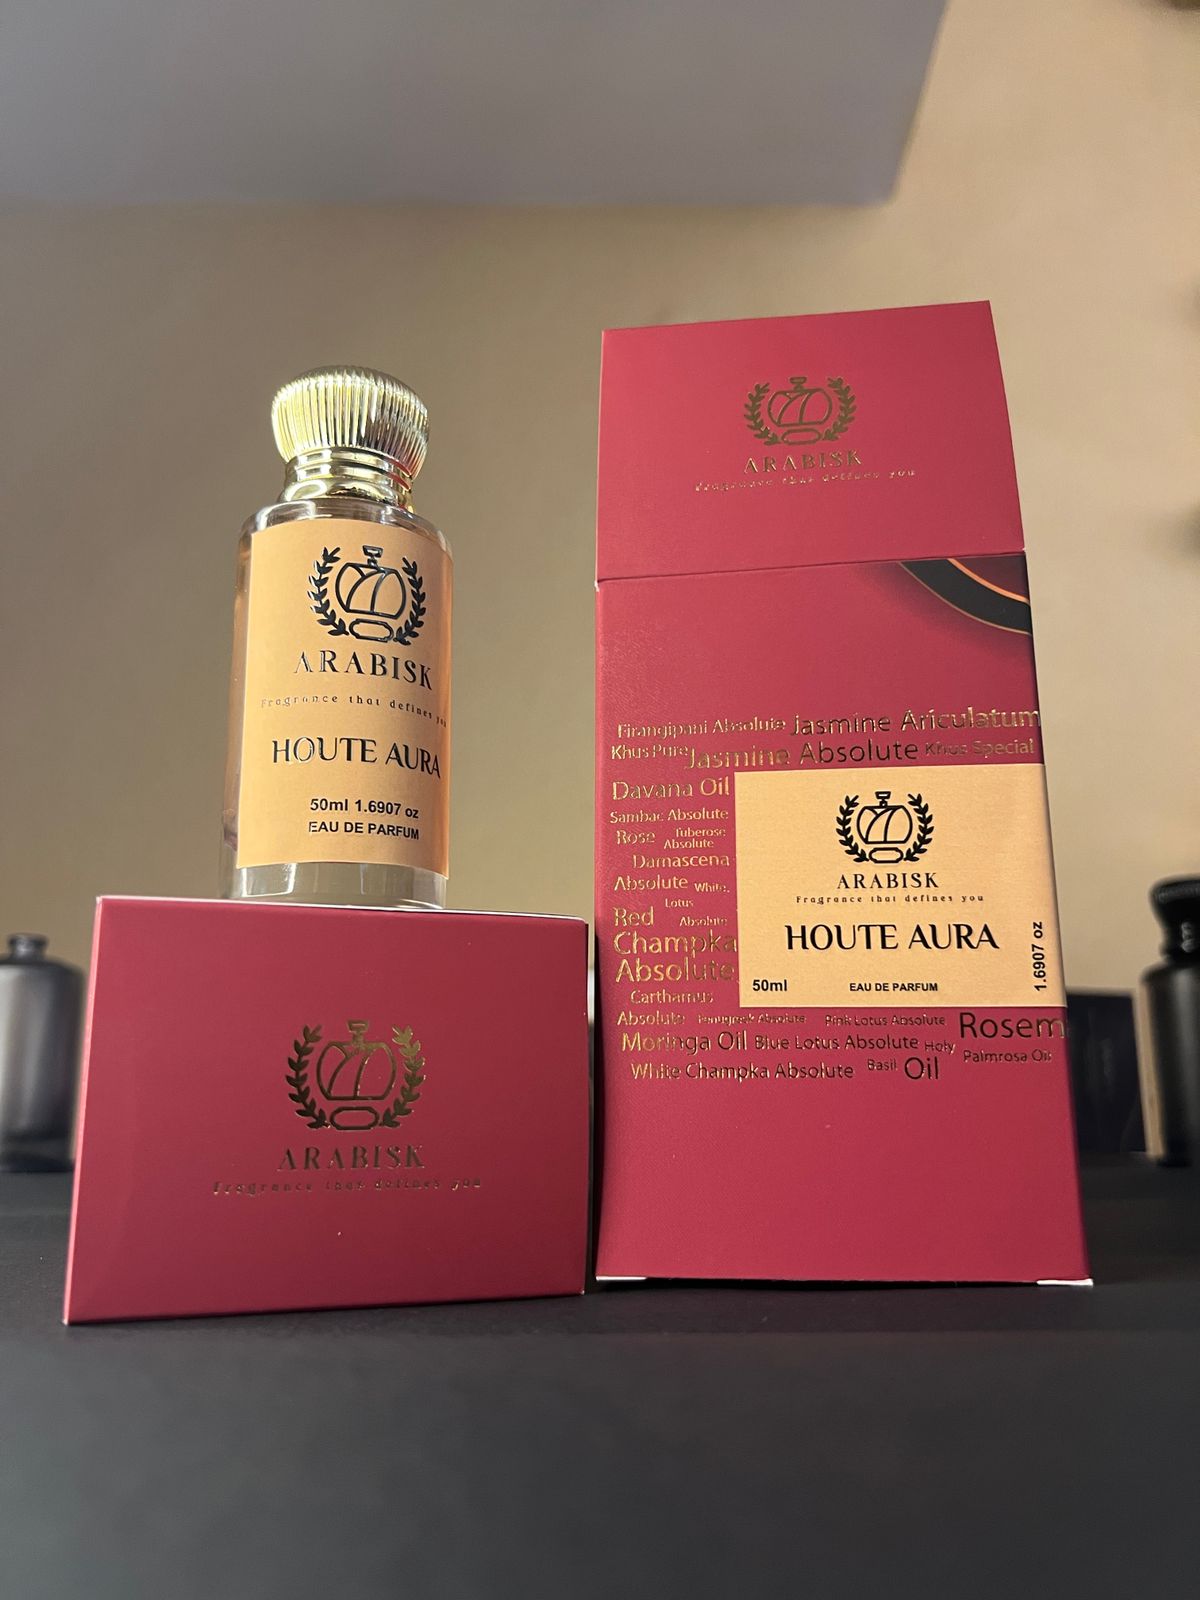 ARABISK
Fragrance that defines you
HOUTE AURA
50ml 1.6907 oz
EAU DE PARFUM
ARABISK
Fragrance that defines you
ARABISK
Fragrance that defines you
Firangipani Absolute Jasmine Ariculatum
Khus Pure Jasmine Absolute Khus Special
Davana Oil
Sambac Absolute
Rose Tuberose
Absolute
Damascena
Absolute White
Lotus
Red Absolute
Champka
Absolute
Carthamus
Absolute Fenugreek Absolute Pink Lotus Absolute Rosem
Moringa Oil Blue Lotus Absolute Holy Palmrosa Oil
White Champka Absolute Basil Oil
ARABISK
Fragrance that defines you
HOUTE AURA
50ml EAU DE PARFUM
1.6907 oz